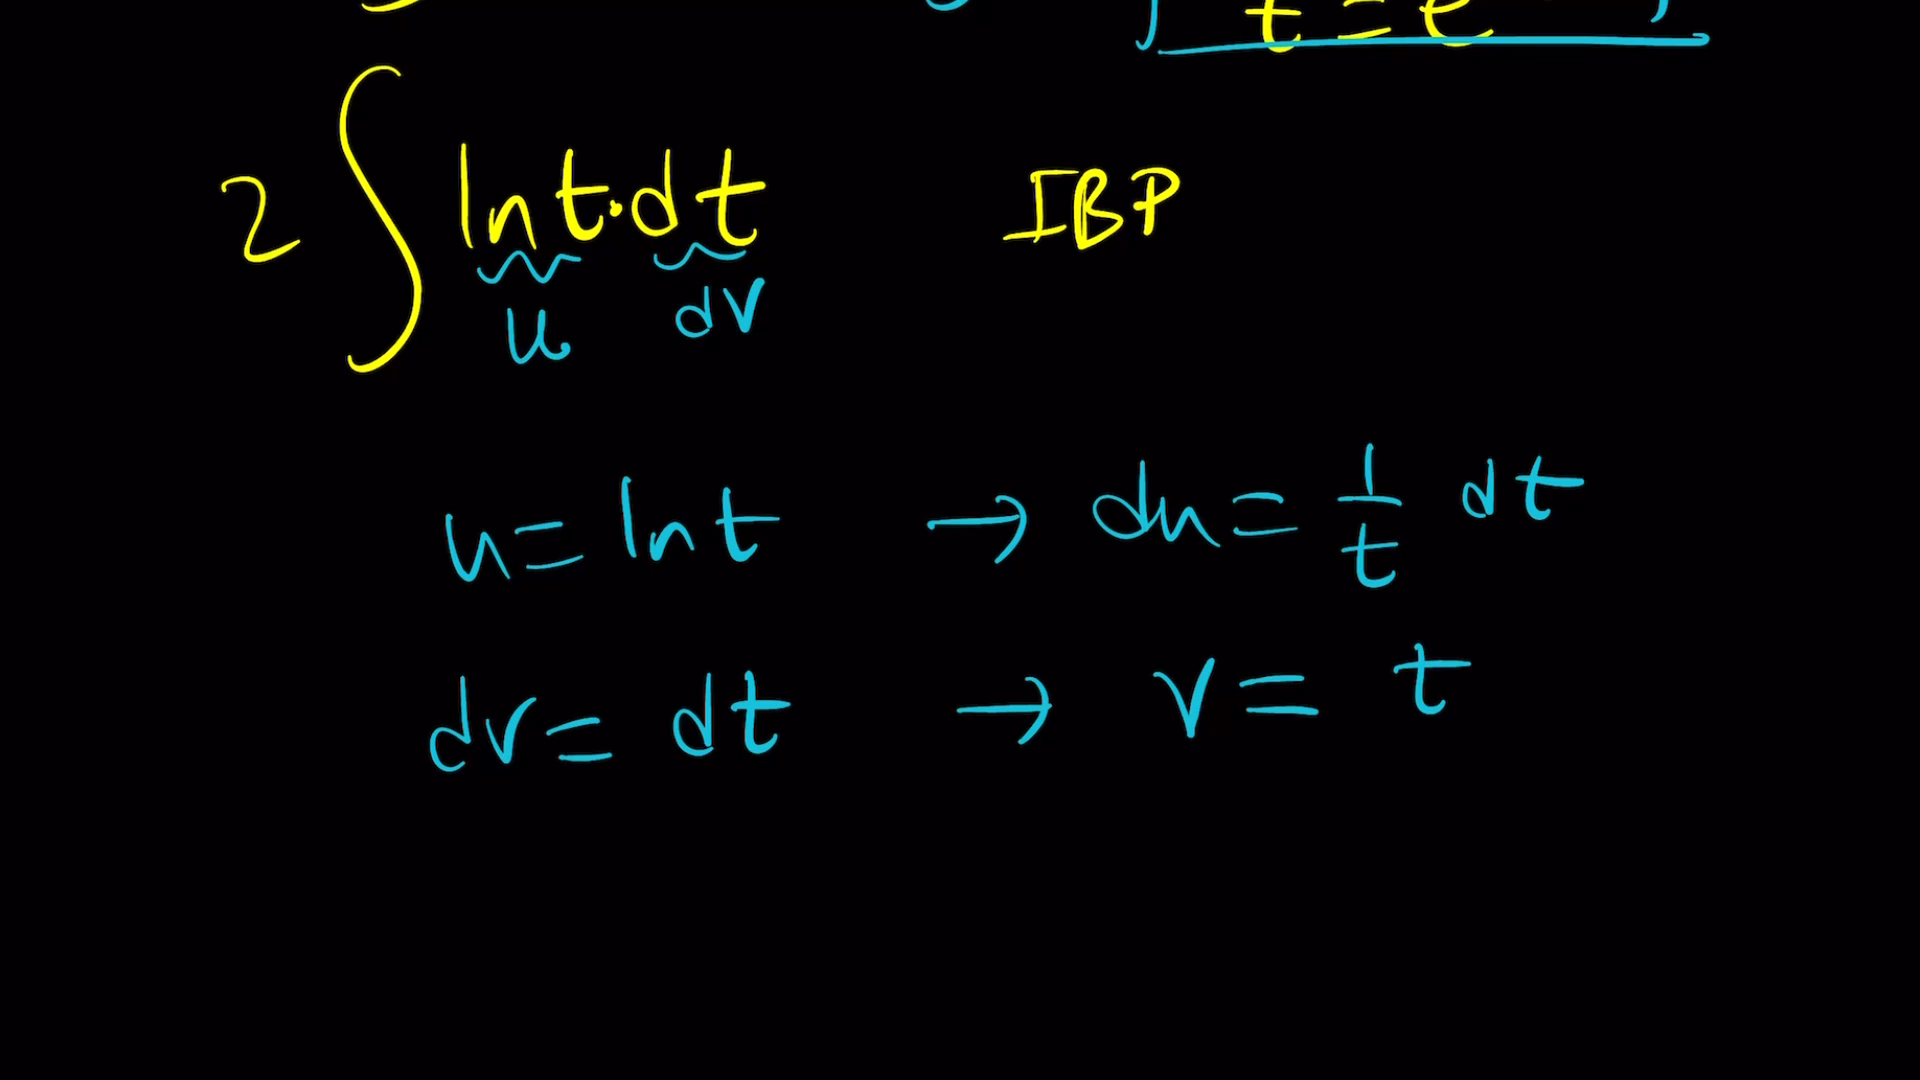 t = e
2 ∫ ln t · dt IBP
u dv
u = ln t → du = 1/t dt
dv = dt → v = t